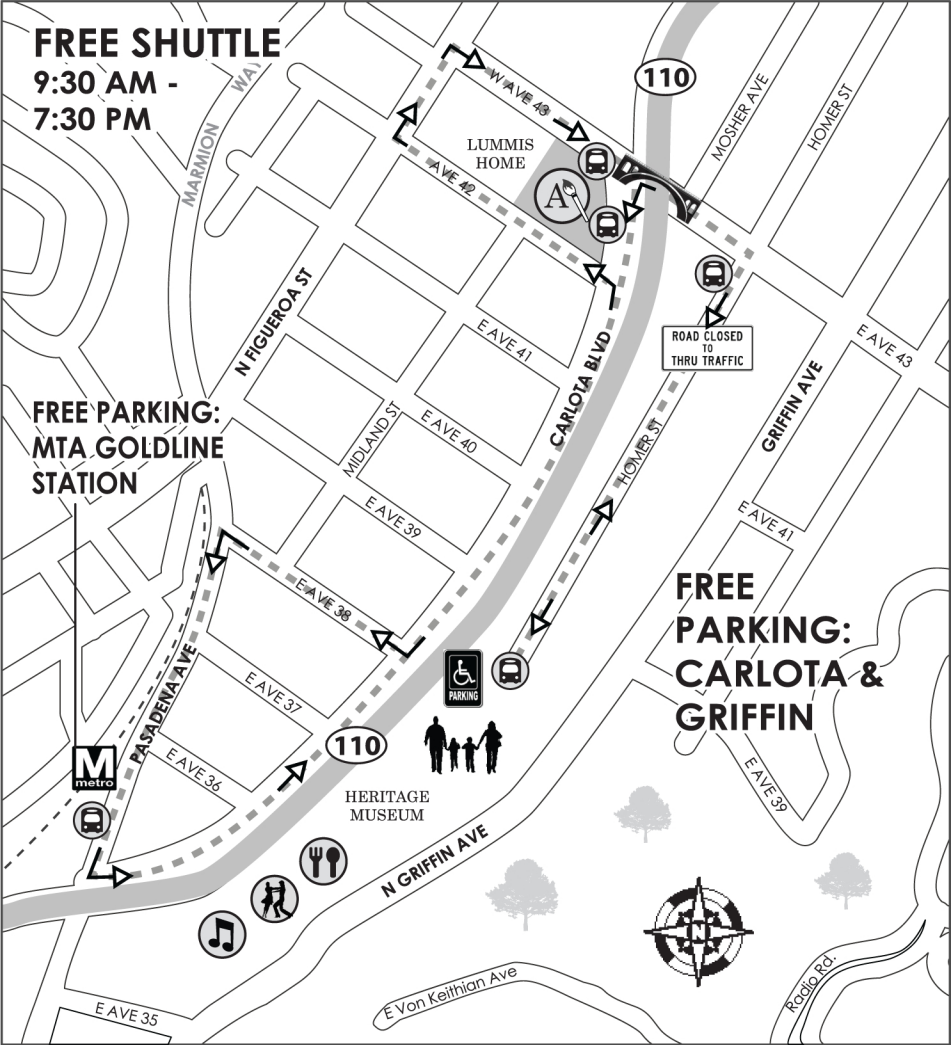 FREE SHUTTLE
9:30 AM -
7:30 PM
MARMION
WAY
W AVE 43
110
MOSHER AVE
HOMER ST
LUMMIS
HOME
A
AVE 42
N FIGUEROA ST
E AVE 41
CARLOTA BLVD
ROAD CLOSED
TO
THRU TRAFFIC
E AVE 43
GRIFFIN AVE
FREE PARKING:
MTA GOLDLINE
STATION
MIDLAND ST
E AVE 40
HOMER ST
E AVE 39
E AVE 41
E AVE 38
FREE
PARKING:
CARLOTA &
GRIFFIN
PARKING
PASADENA AVE
E AVE 37
110
M
metro
E AVE 36
E AVE 39
HERITAGE
MUSEUM
N GRIFFIN AVE
N
E AVE 35
E Von Keithian Ave
Radio Rd.